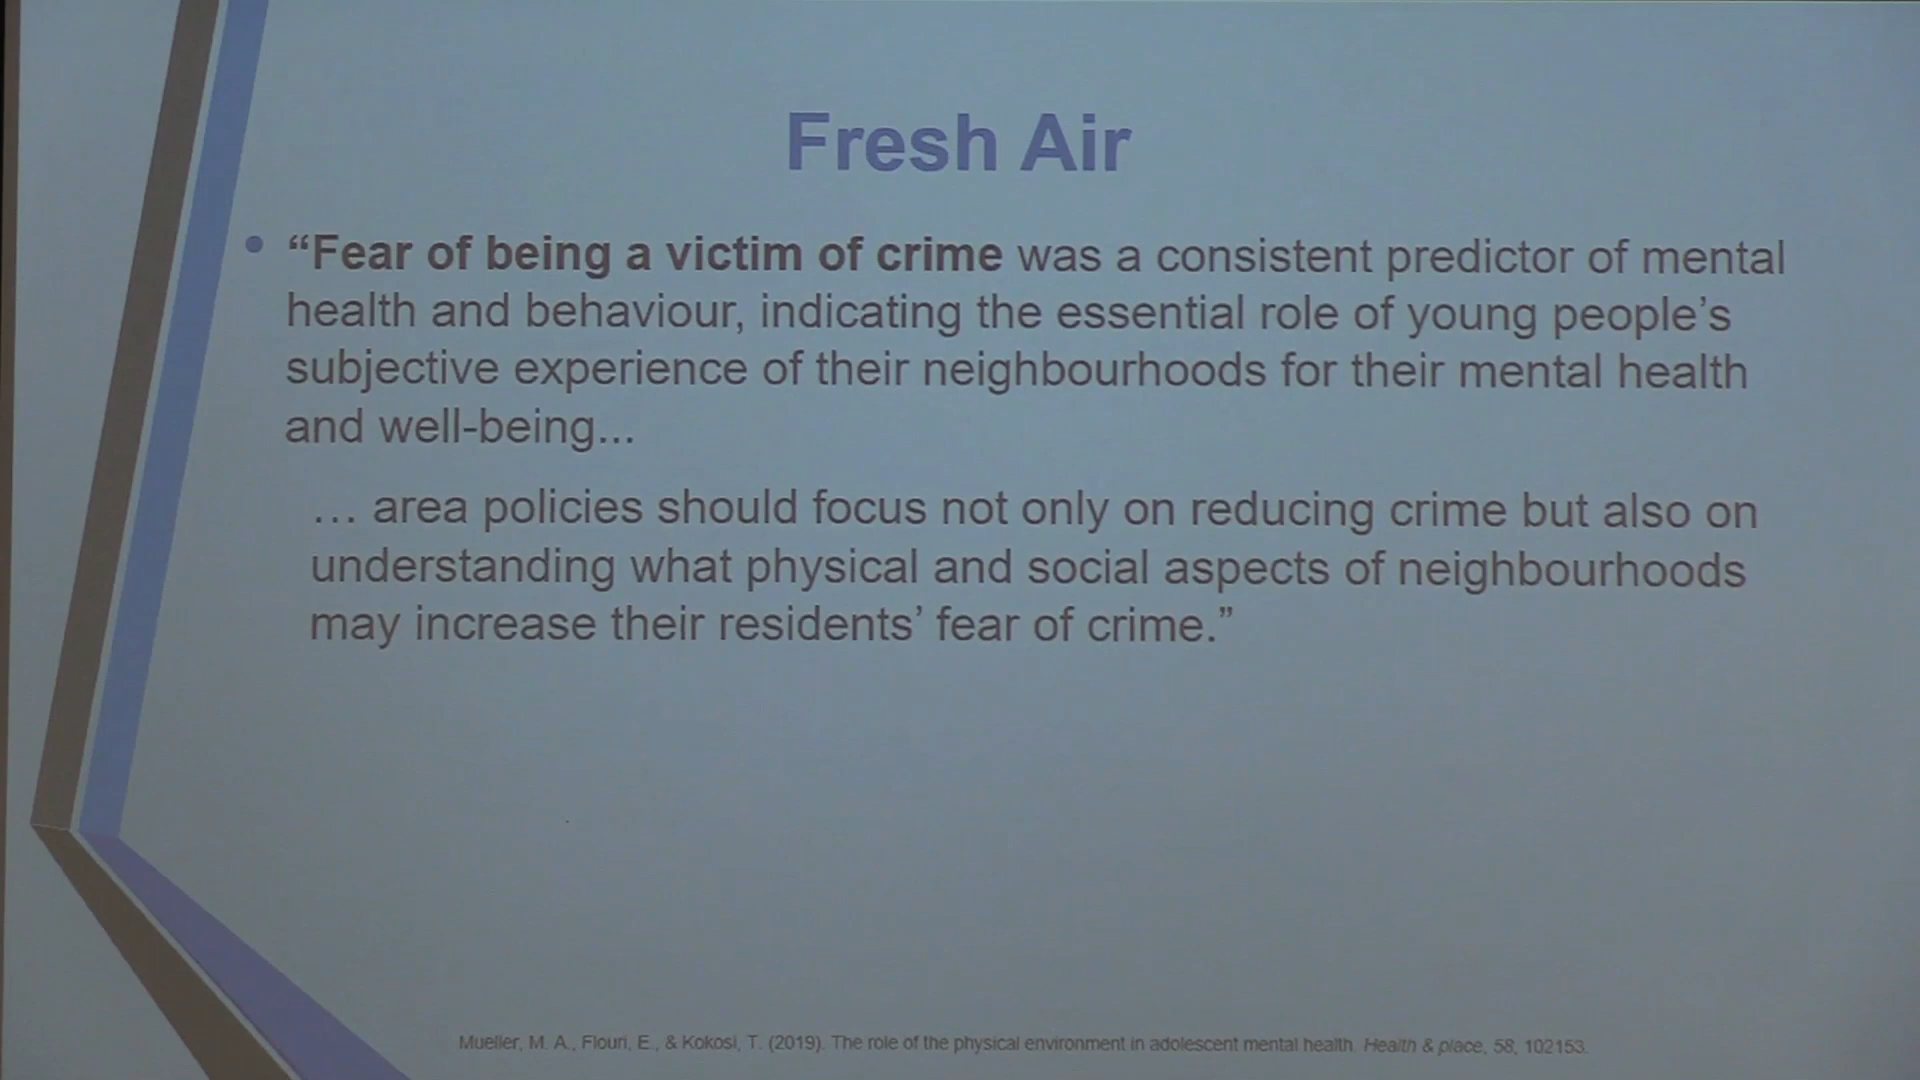 Fresh Air
• “Fear of being a victim of crime was a consistent predictor of mental
health and behaviour, indicating the essential role of young people’s
subjective experience of their neighbourhoods for their mental health
and well-being...
… area policies should focus not only on reducing crime but also on
understanding what physical and social aspects of neighbourhoods
may increase their residents’ fear of crime.”
Mueller, M. A., Flouri, E., & Kokosi, T. (2019). The role of the physical environment in adolescent mental health. Health & place, 58, 102153.